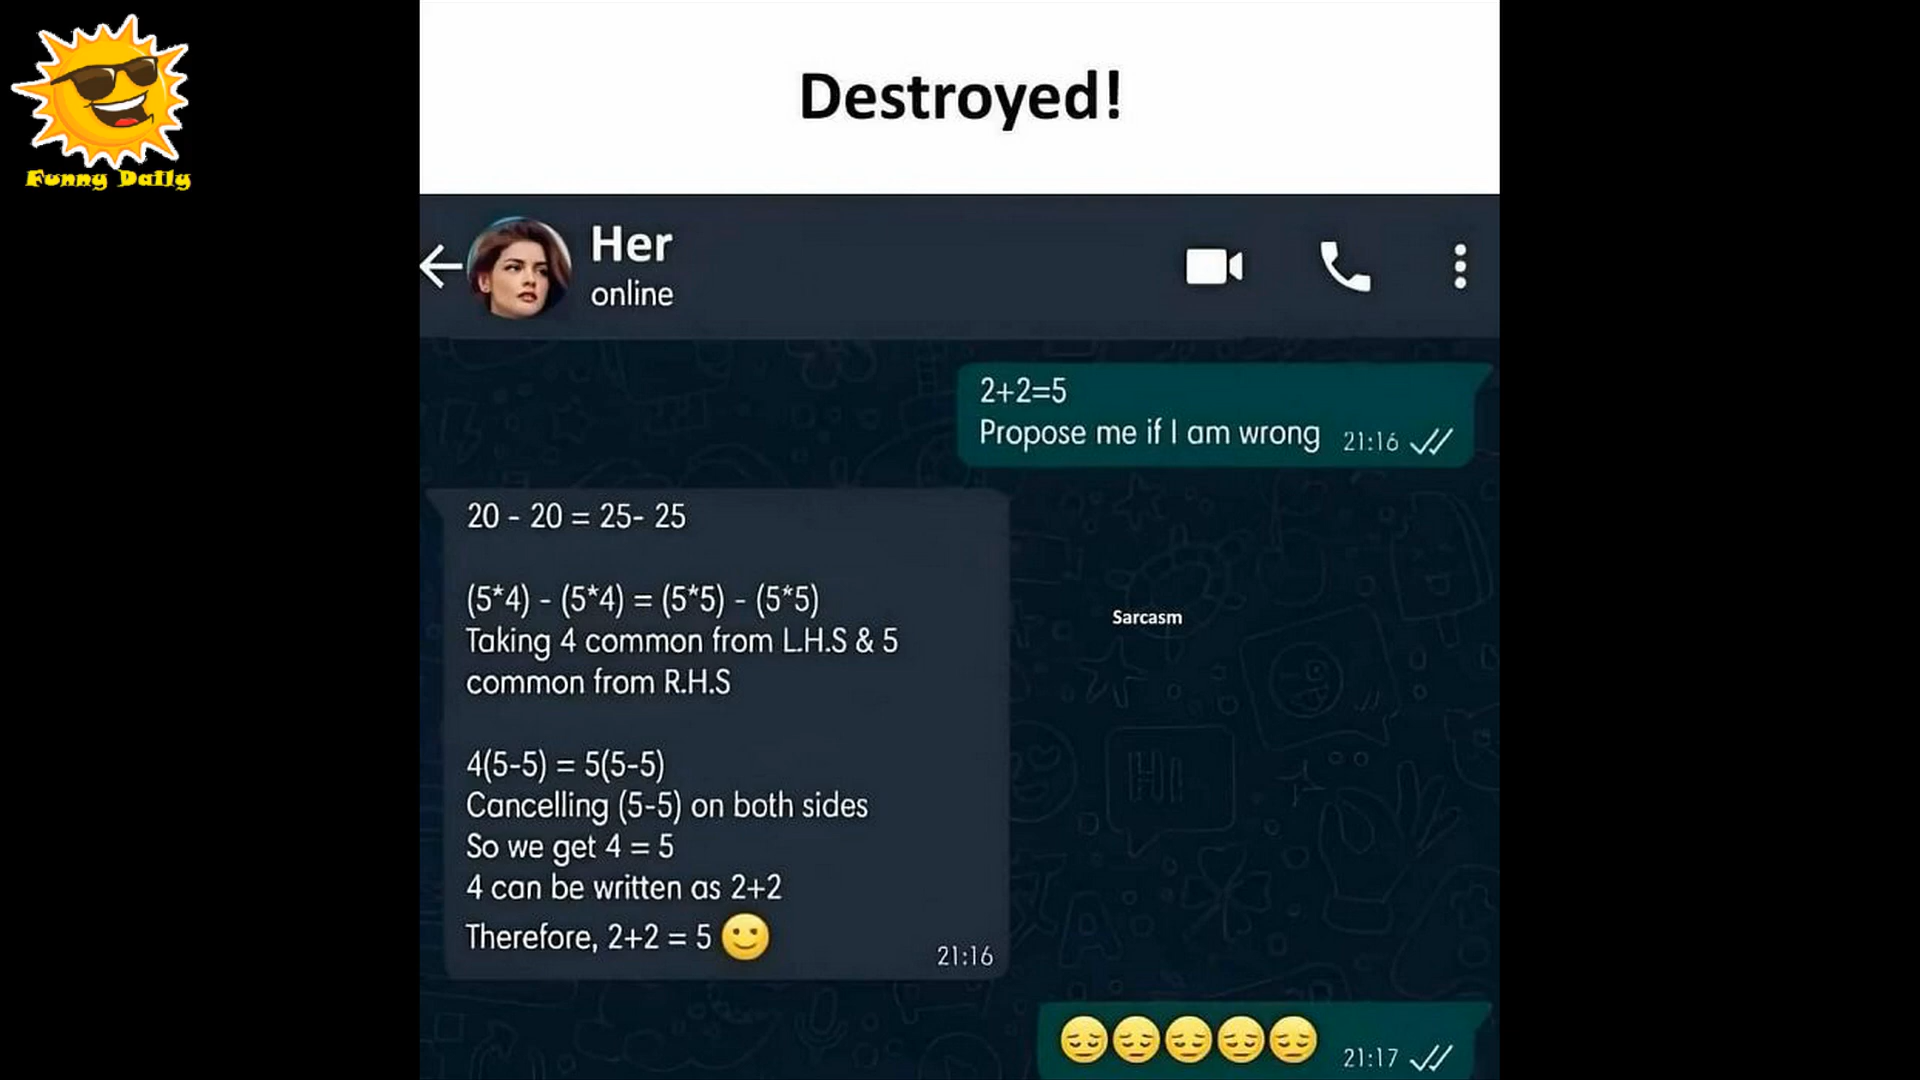 Funny Daily
Destroyed!
Her
online
2+2=5
Propose me if I am wrong 21:16
20 - 20 = 25- 25
(5*4) - (5*4) = (5*5) - (5*5)
Taking 4 common from L.H.S & 5
common from R.H.S
Sarcasm
4(5-5) = 5(5-5)
Cancelling (5-5) on both sides
So we get 4 = 5
4 can be written as 2+2
Therefore, 2+2 = 5
21:16
21:17
HI